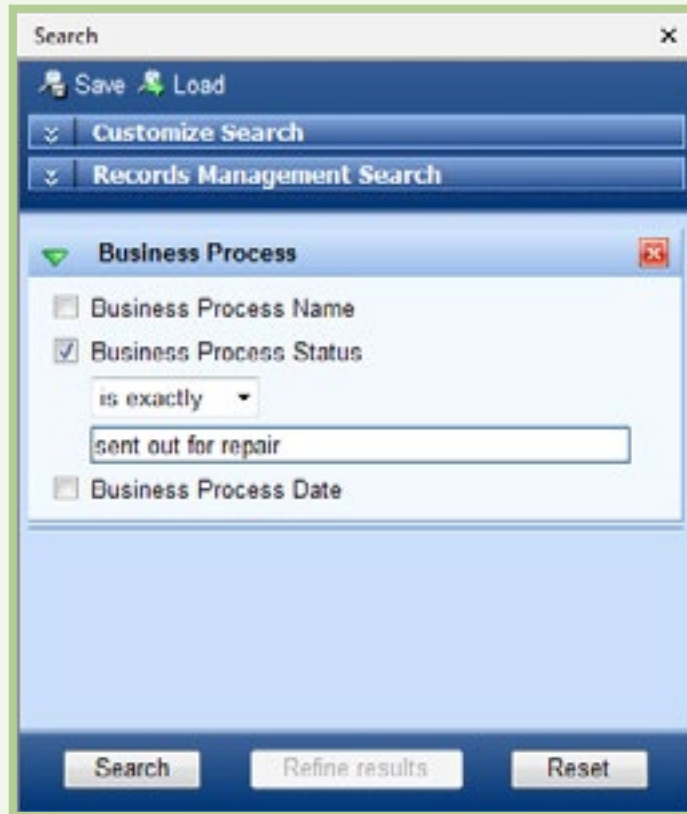 Search
Save Load
Customize Search
Records Management Search
Business Process
Business Process Name
Business Process Status
is exactly
sent out for repair
Business Process Date
Search Refine results Reset